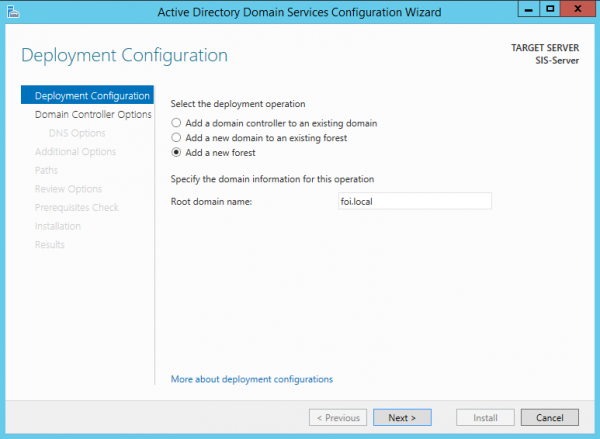 Active Directory Domain Services Configuration Wizard
Deployment Configuration
TARGET SERVER
SIS-Server
Deployment Configuration
Domain Controller Options
DNS Options
Additional Options
Paths
Review Options
Prerequisites Check
Installation
Results
Select the deployment operation
Add a domain controller to an existing domain
Add a new domain to an existing forest
Add a new forest
Specify the domain information for this operation
Root domain name: foi.local
More about deployment configurations
< Previous Next > Install Cancel